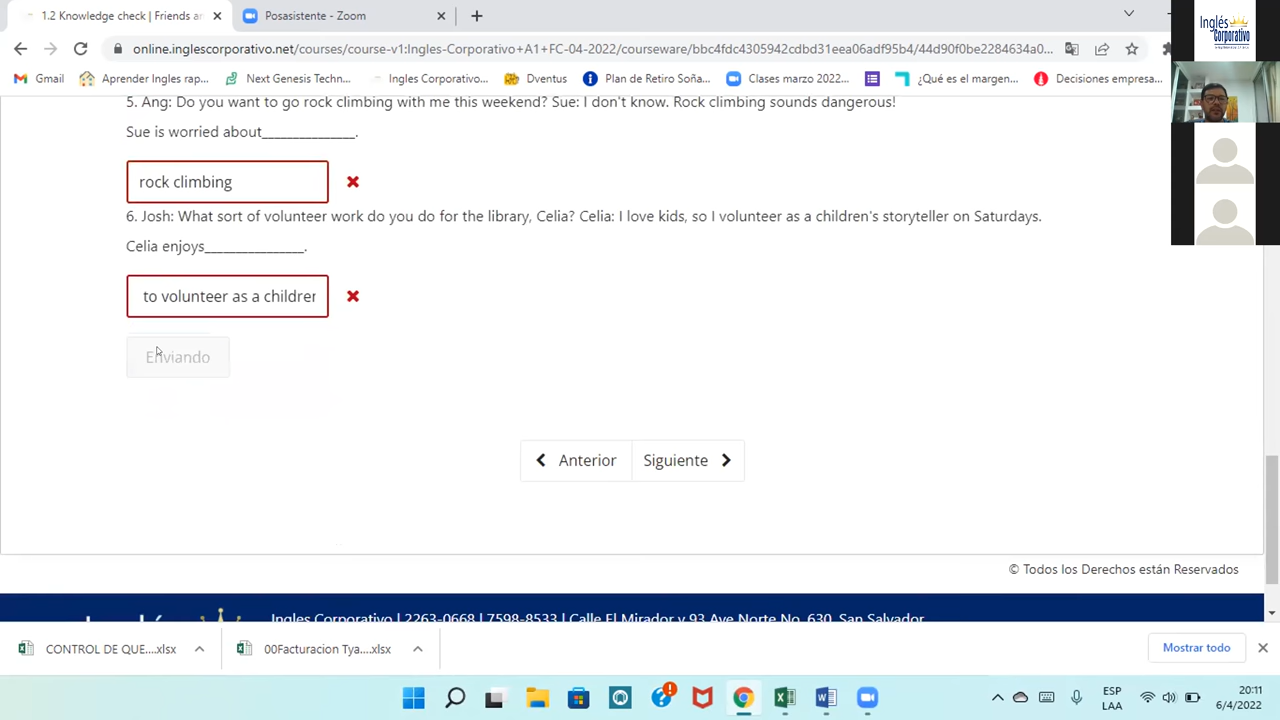 1.2 Knowledge check | Friends an
Posasistente - Zoom
online.inglescorporativo.net/courses/course-v1:Ingles-Corporativo+A1+FC-04-2022/courseware/bbc4fdc4305942cdbd31eea06adf95b4/44d90f0be2284634a0...
Gmail
Aprender Ingles rap...
Next Genesis Techn...
Ingles Corporativo...
Dventus
Plan de Retiro Soña...
Clases marzo 2022...
¿Qué es el margen...
Decisiones empresa...
Inglés
CORPORATIVO
5. Ang: Do you want to go rock climbing with me this weekend? Sue: I don't know. Rock climbing sounds dangerous!
Sue is worried about_______________.
rock climbing
6. Josh: What sort of volunteer work do you do for the library, Celia? Celia: I love kids, so I volunteer as a children's storyteller on Saturdays.
Celia enjoys________________.
to volunteer as a childrer
Enviando
Anterior
Siguiente
© Todos los Derechos están Reservados
Ingles Corporativo | 2263-0668 | 7598-8533 | Calle El Mirador y 93 Ave Norte No. 630, San Salvador
CONTROL DE QUE....xlsx
00Facturacion Tya....xlsx
Mostrar todo
ESP
LAA
20:11
6/4/2022